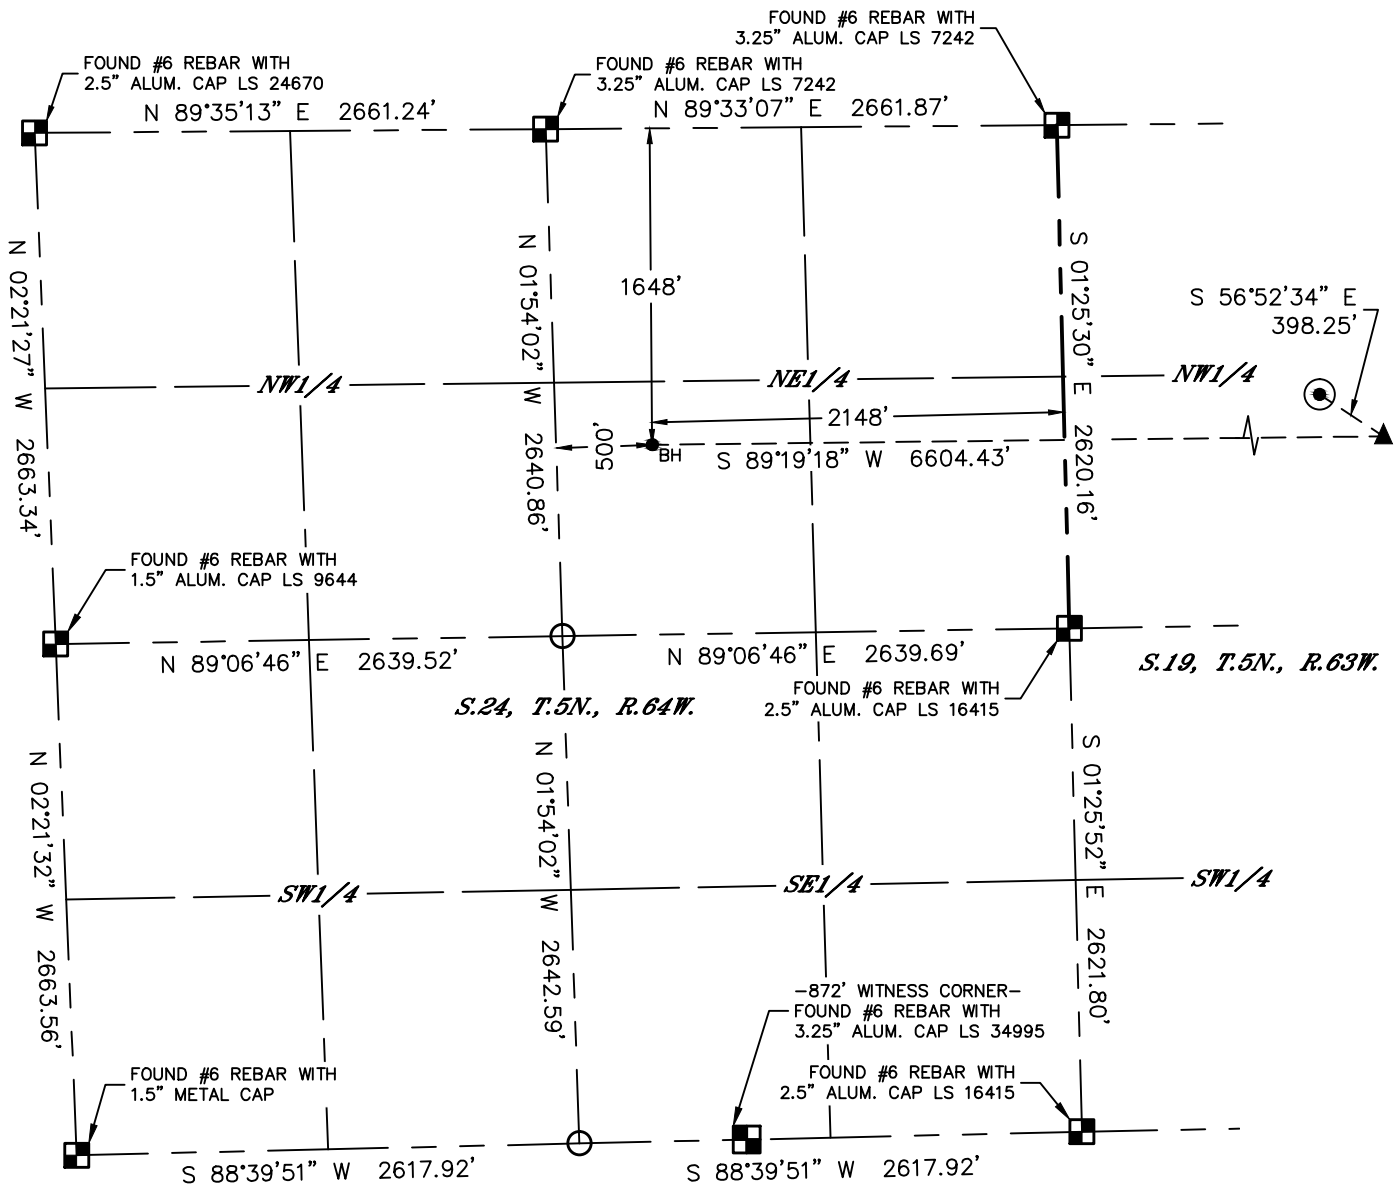 FOUND #6 REBAR WITH
3.25" ALUM. CAP LS 7242
FOUND #6 REBAR WITH
2.5" ALUM. CAP LS 24670
FOUND #6 REBAR WITH
3.25" ALUM. CAP LS 7242
N 89°35'13" E 2661.24'
N 89°33'07" E 2661.87'
N 02°21'27" W 2663.34'
N 01°54'02" W 2640.86'
1648'
S 01°25'30" E 2620.16'
S 56°52'34" E
398.25'
NW1/4
NE1/4
NW1/4
2148'
500'
BH
S 89°19'18" W 6604.43'
FOUND #6 REBAR WITH
1.5" ALUM. CAP LS 9644
N 89°06'46" E 2639.52'
N 89°06'46" E 2639.69'
S.19, T.5N., R.63W.
FOUND #6 REBAR WITH
2.5" ALUM. CAP LS 16415
S.24, T.5N., R.64W.
N 02°21'32" W 2663.56'
N 01°54'02" W 2642.59'
S 01°25'52" E 2621.80'
SW1/4
SE1/4
SW1/4
-872' WITNESS CORNER-
FOUND #6 REBAR WITH
3.25" ALUM. CAP LS 34995
FOUND #6 REBAR WITH
1.5" METAL CAP
FOUND #6 REBAR WITH
2.5" ALUM. CAP LS 16415
S 88°39'51" W 2617.92'
S 88°39'51" W 2617.92'